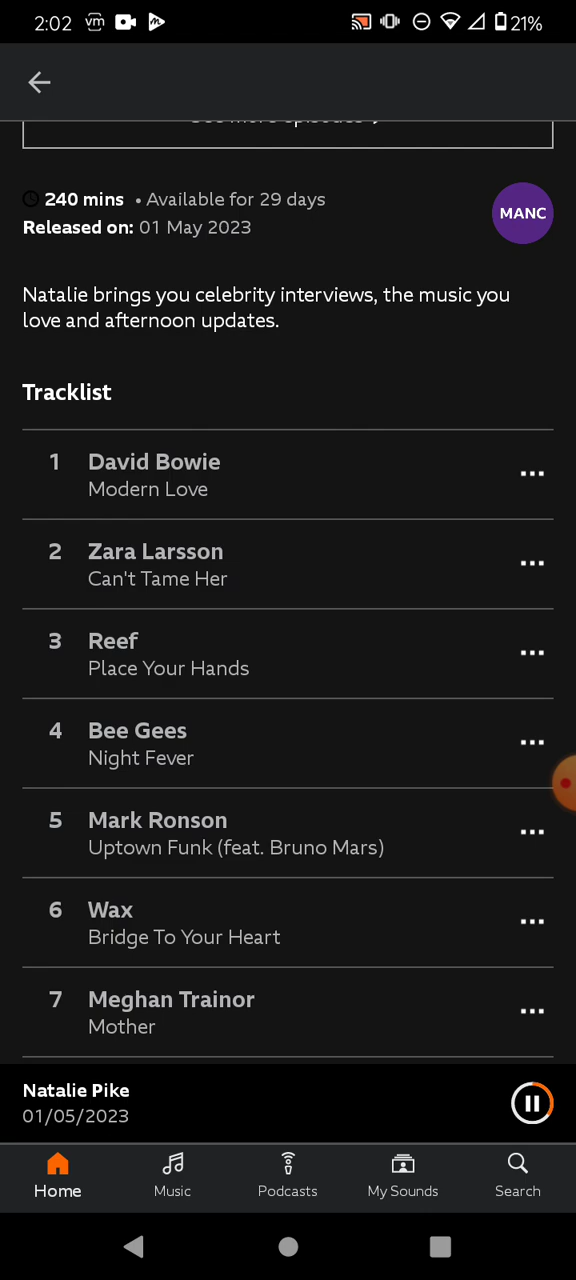 2:02 vm 21%
See more episodes
240 mins • Available for 29 days
Released on: 01 May 2023
MANC
Natalie brings you celebrity interviews, the music you
love and afternoon updates.
Tracklist
1 David Bowie
Modern Love
2 Zara Larsson
Can't Tame Her
3 Reef
Place Your Hands
4 Bee Gees
Night Fever
5 Mark Ronson
Uptown Funk (feat. Bruno Mars)
6 Wax
Bridge To Your Heart
7 Meghan Trainor
Mother
Natalie Pike
01/05/2023
Home Music Podcasts My Sounds Search